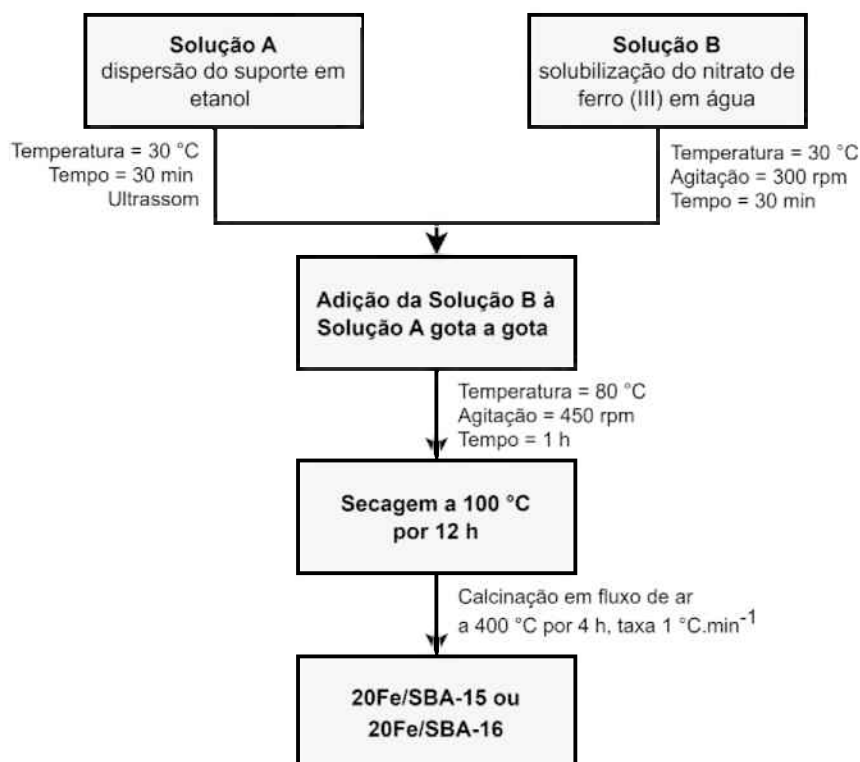 Solução A
dispersão do suporte em
etanol
Solução B
solubilização do nitrato de
ferro (III) em água
Temperatura = 30 °C
Tempo = 30 min
Ultrassom
Temperatura = 30 °C
Agitação = 300 rpm
Tempo = 30 min
Adição da Solução B à
Solução A gota a gota
Temperatura = 80 °C
Agitação = 450 rpm
Tempo = 1 h
Secagem a 100 °C
por 12 h
Calcinação em fluxo de ar
a 400 °C por 4 h, taxa 1 °C.min⁻¹
20Fe/SBA-15 ou
20Fe/SBA-16